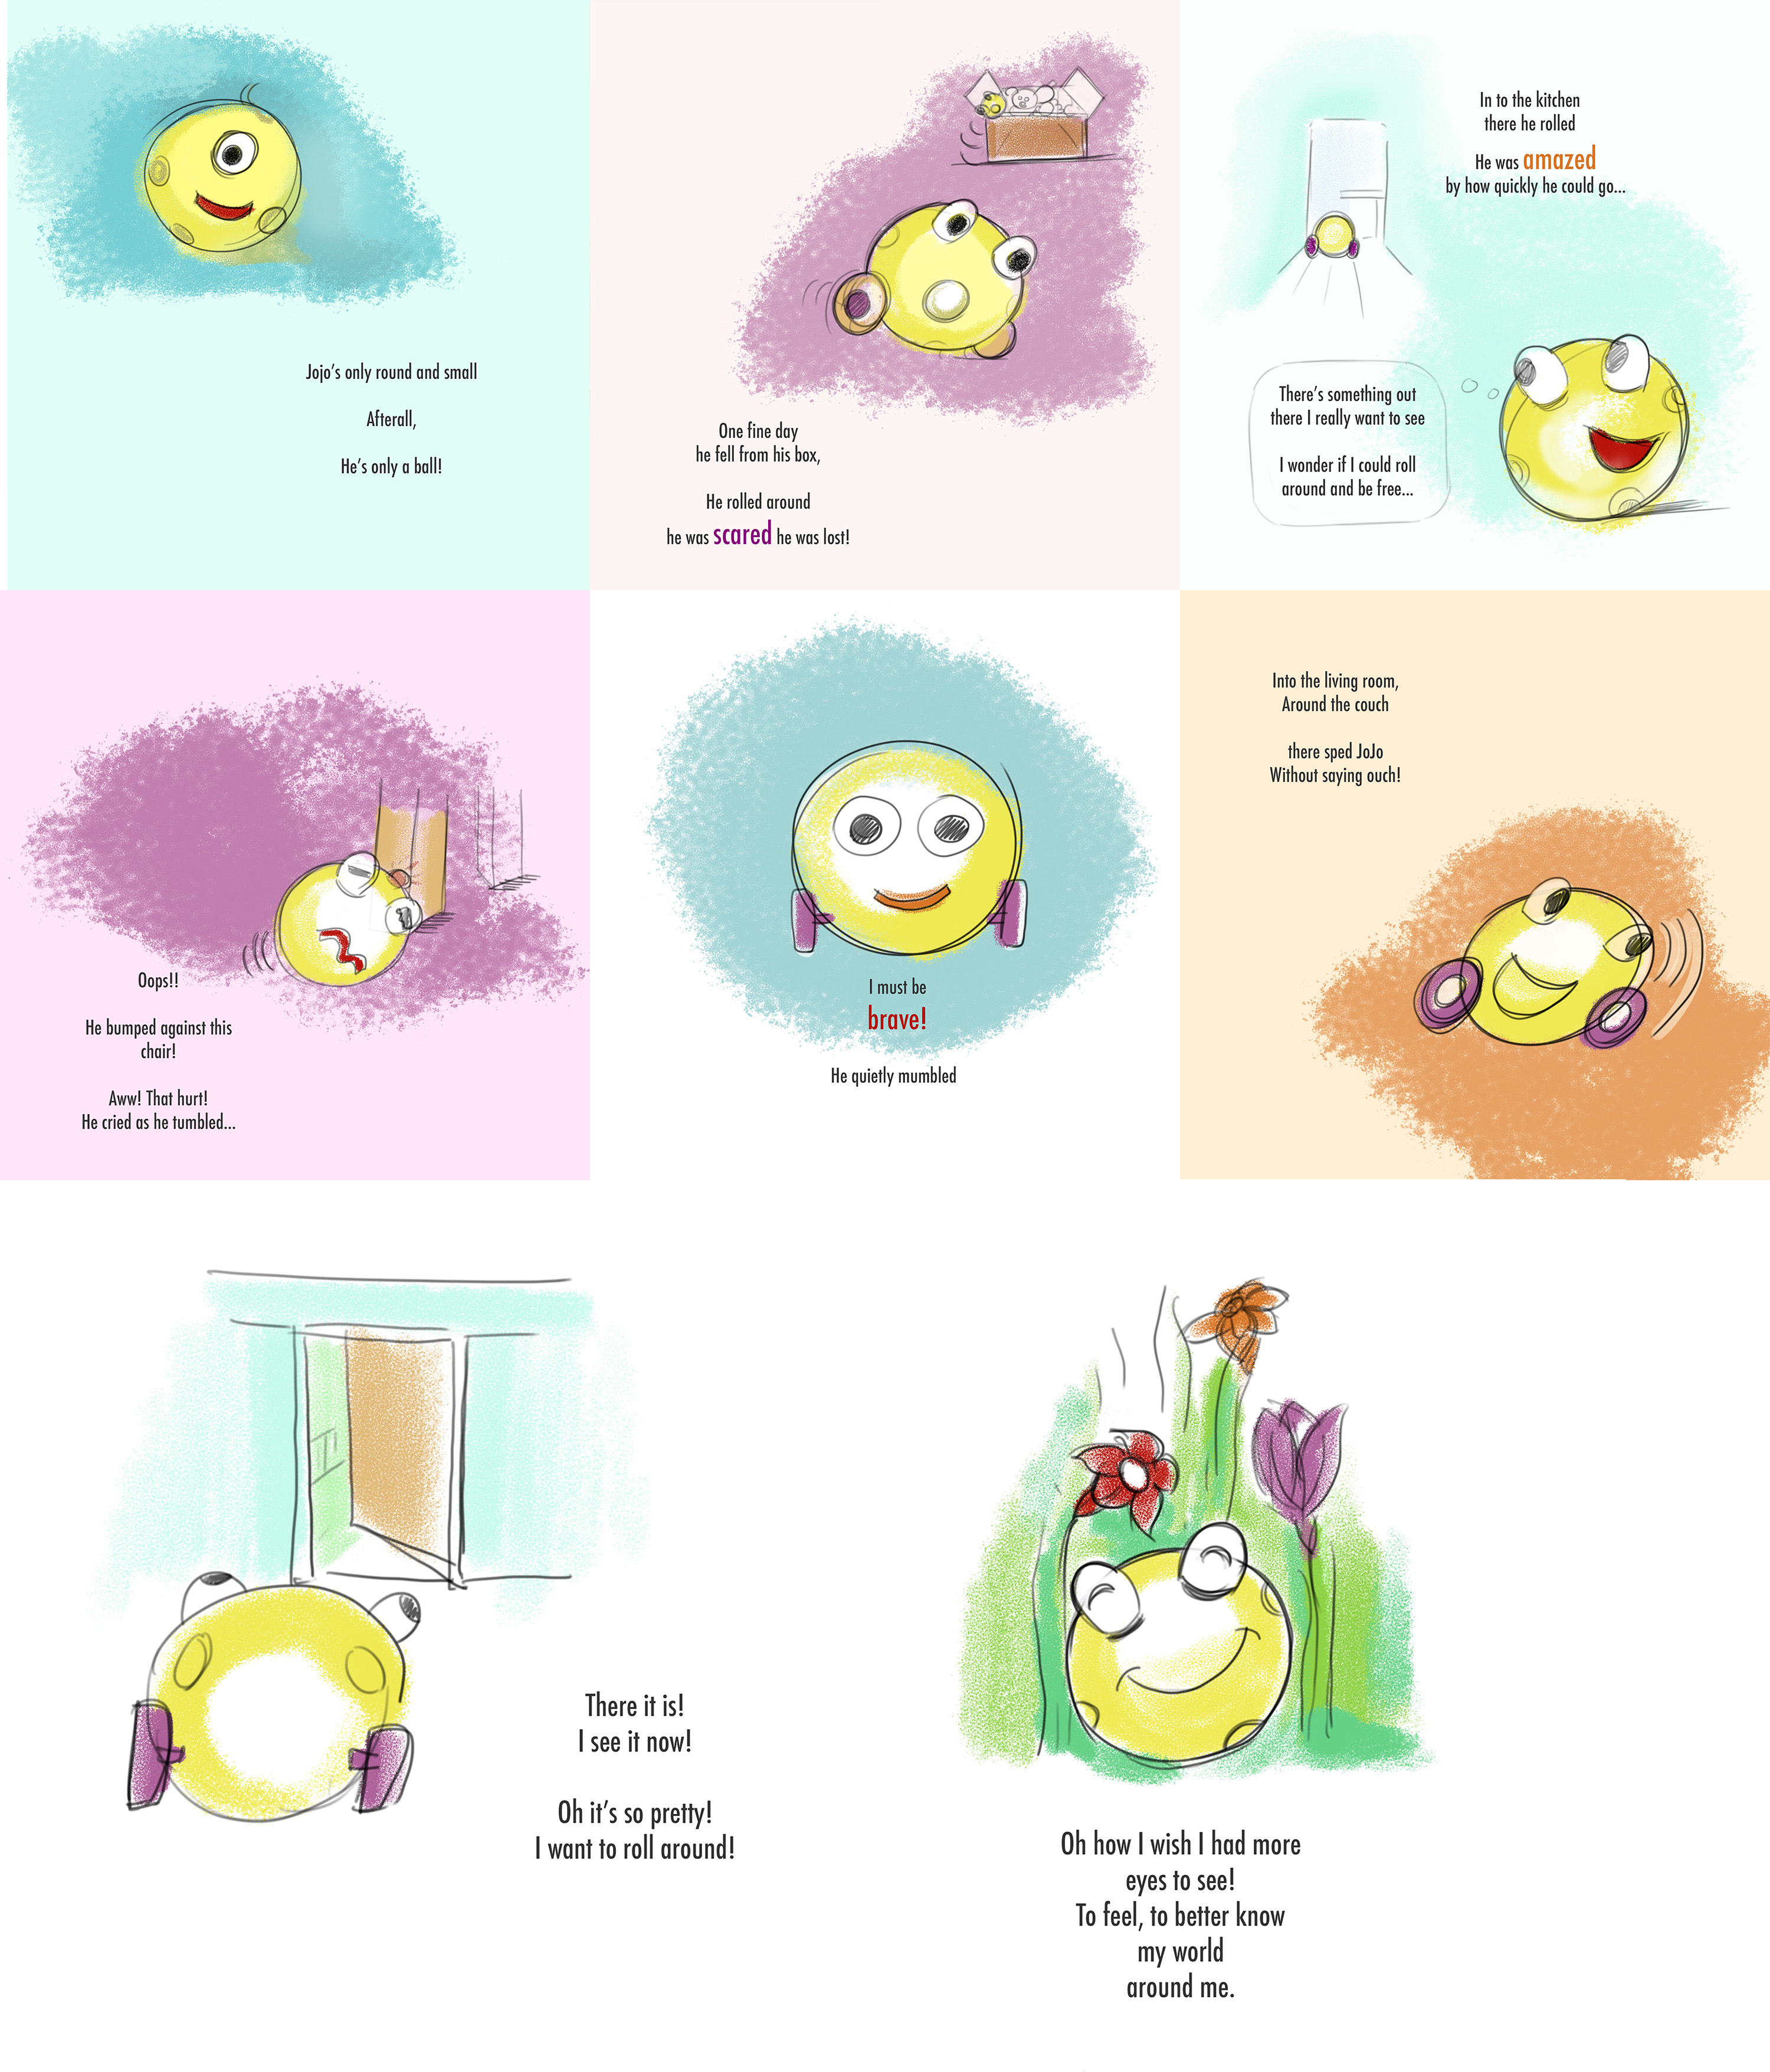 Jojo's only round and small
Afterall,
He's only a ball!
One fine day
he fell from his box,
He rolled around
he was scared he was lost!
In to the kitchen
there he rolled
He was amazed
by how quickly he could go...
There's something out
there I really want to see
I wonder if I could roll
around and be free...
Oops!!
He bumped against this
chair!
Aww! That hurt!
He cried as he tumbled...
I must be
brave!
He quietly mumbled
Into the living room,
Around the couch
there sped JoJo
Without saying ouch!
There it is!
I see it now!
Oh it's so pretty!
I want to roll around!
Oh how I wish I had more
eyes to see!
To feel, to better know
my world
around me.